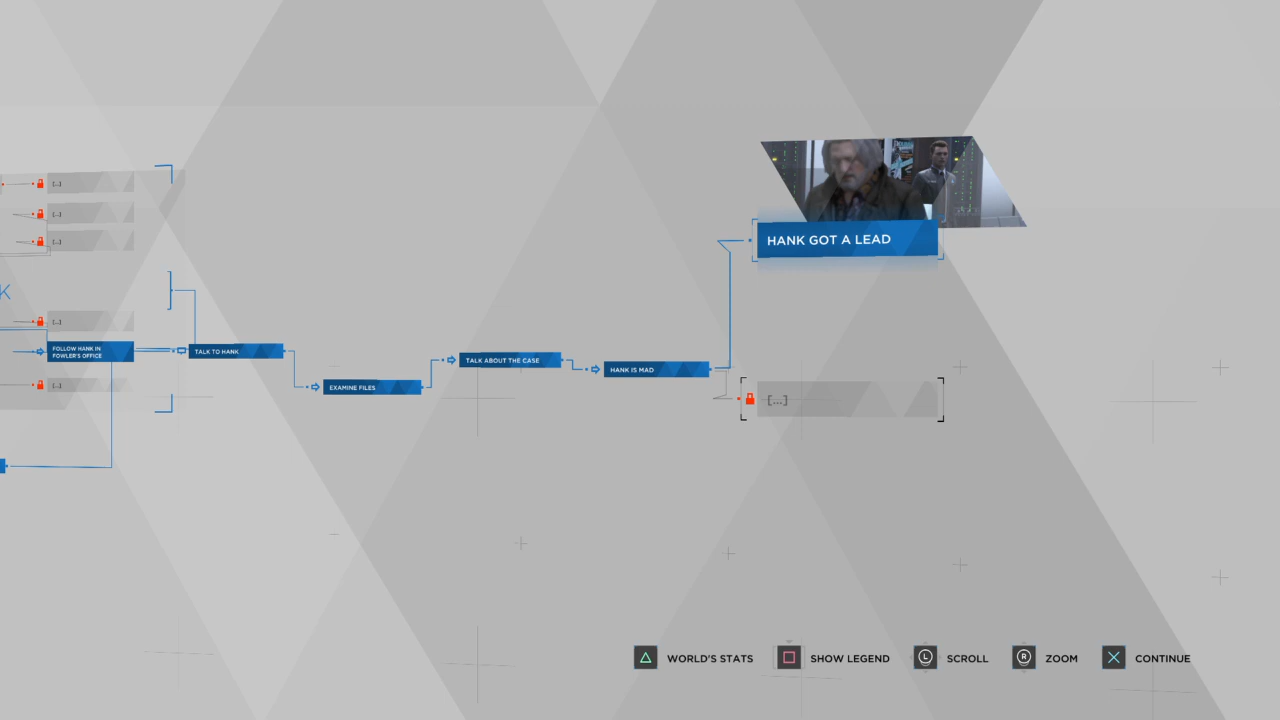 [...]
[...]
[...]
K
[...]
FOLLOW HANK IN
FOWLER'S OFFICE
[...]
TALK TO HANK
EXAMINE FILES
TALK ABOUT THE CASE
HANK IS MAD
HANK GOT A LEAD
[...]
WORLD'S STATS
SHOW LEGEND
L
SCROLL
R
ZOOM
CONTINUE